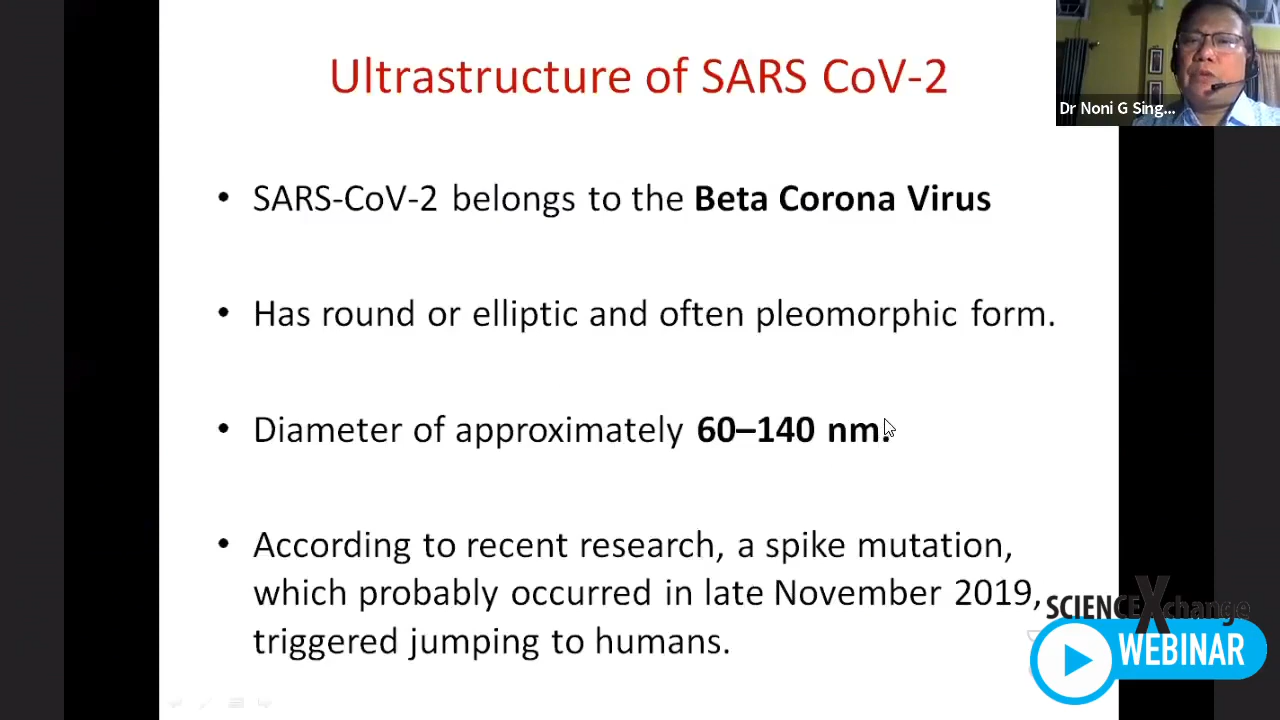 Ultrastructure of SARS CoV-2
Dr Noni G Sing...
• SARS-CoV-2 belongs to the Beta Corona Virus
• Has round or elliptic and often pleomorphic form.
• Diameter of approximately 60–140 nm.
• According to recent research, a spike mutation,
which probably occurred in late November 2019,
triggered jumping to humans.
SCIENCEXchange
WEBINAR